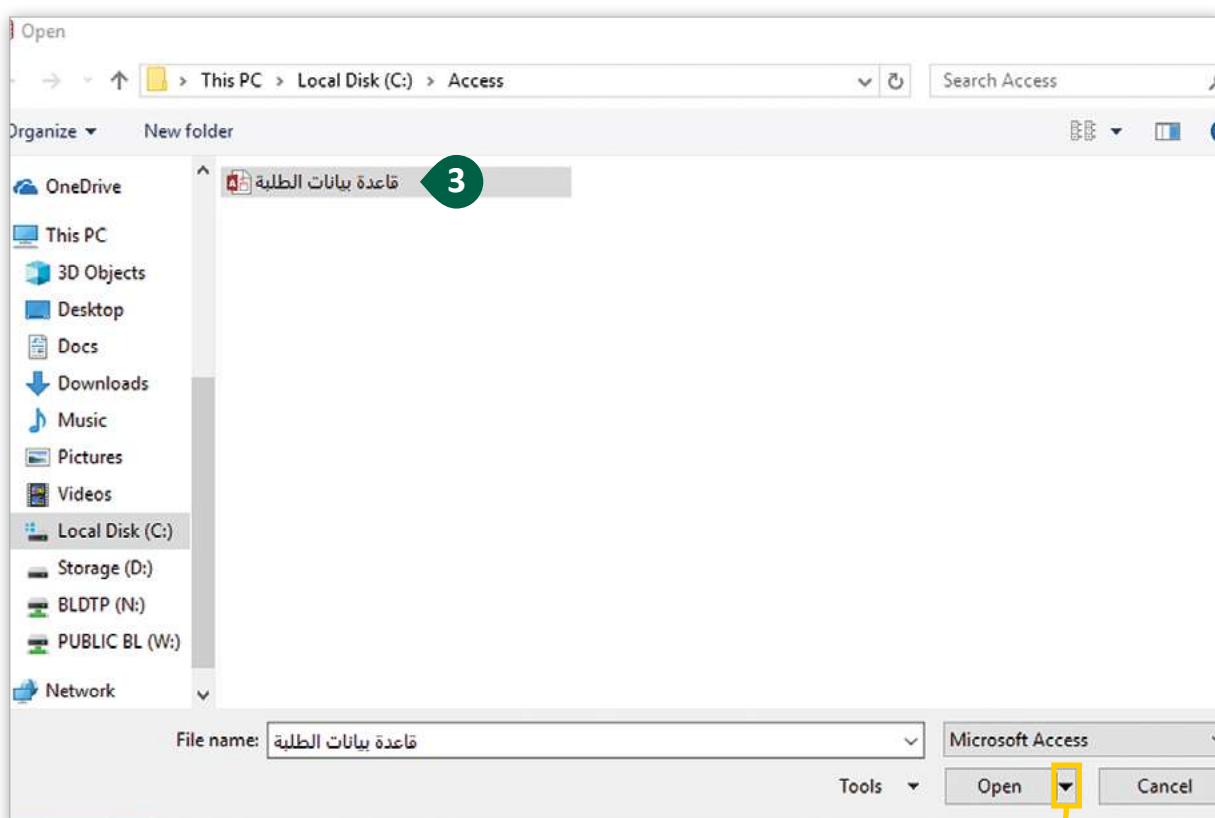 Open
This PC > Local Disk (C:) > Access
Search Access
Organize
New folder
OneDrive
This PC
3D Objects
Desktop
Docs
Downloads
Music
Pictures
Videos
Local Disk (C:)
Storage (D:)
BLDTP (N:)
PUBLIC BL (W:)
Network
قاعدة بيانات الطلبة
3
File name: قاعدة بيانات الطلبة
Microsoft Access
Tools
Open
Cancel